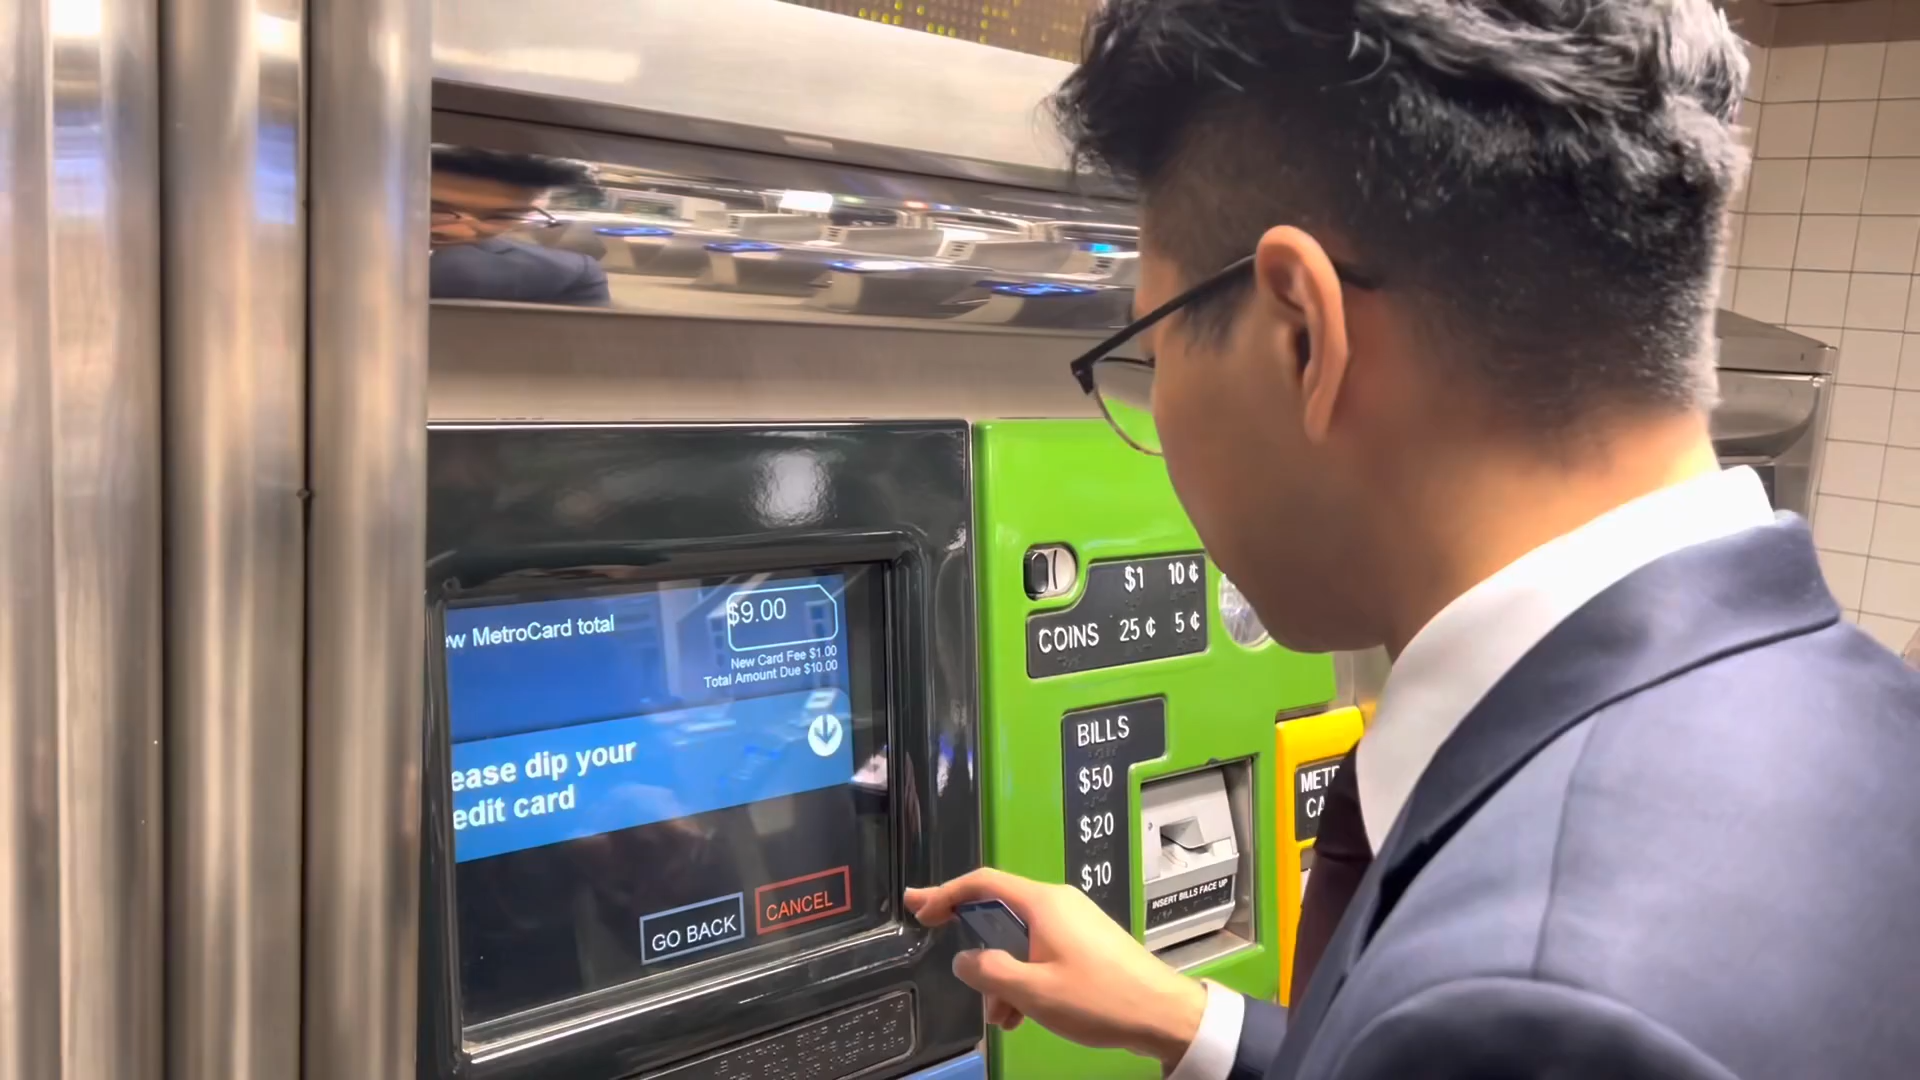 w MetroCard total
$9.00
New Card Fee $1.00
Total Amount Due $10.00
ease dip your
edit card
GO BACK
CANCEL
$1 10¢
COINS 25¢ 5¢
BILLS
$50
$20
$10
INSERT BILLS FACE UP
METR
CA